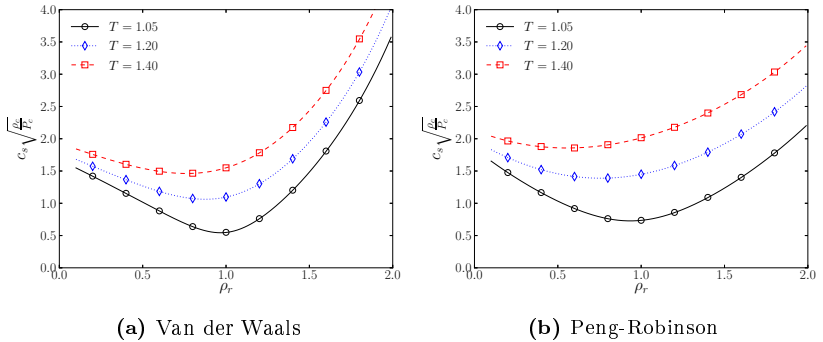 4.0
3.5
3.0
2.5
2.0
1.5
1.0
0.5
0.0
0.0 0.5 1.0 1.5 2.0
c_s√(ρ_c/P_c)
ρ_r
T = 1.05
T = 1.20
T = 1.40
(a) Van der Waals
4.0
3.5
3.0
2.5
2.0
1.5
1.0
0.5
0.0
0.0 0.5 1.0 1.5 2.0
c_s√(ρ_c/P_c)
ρ_r
T = 1.05
T = 1.20
T = 1.40
(b) Peng-Robinson